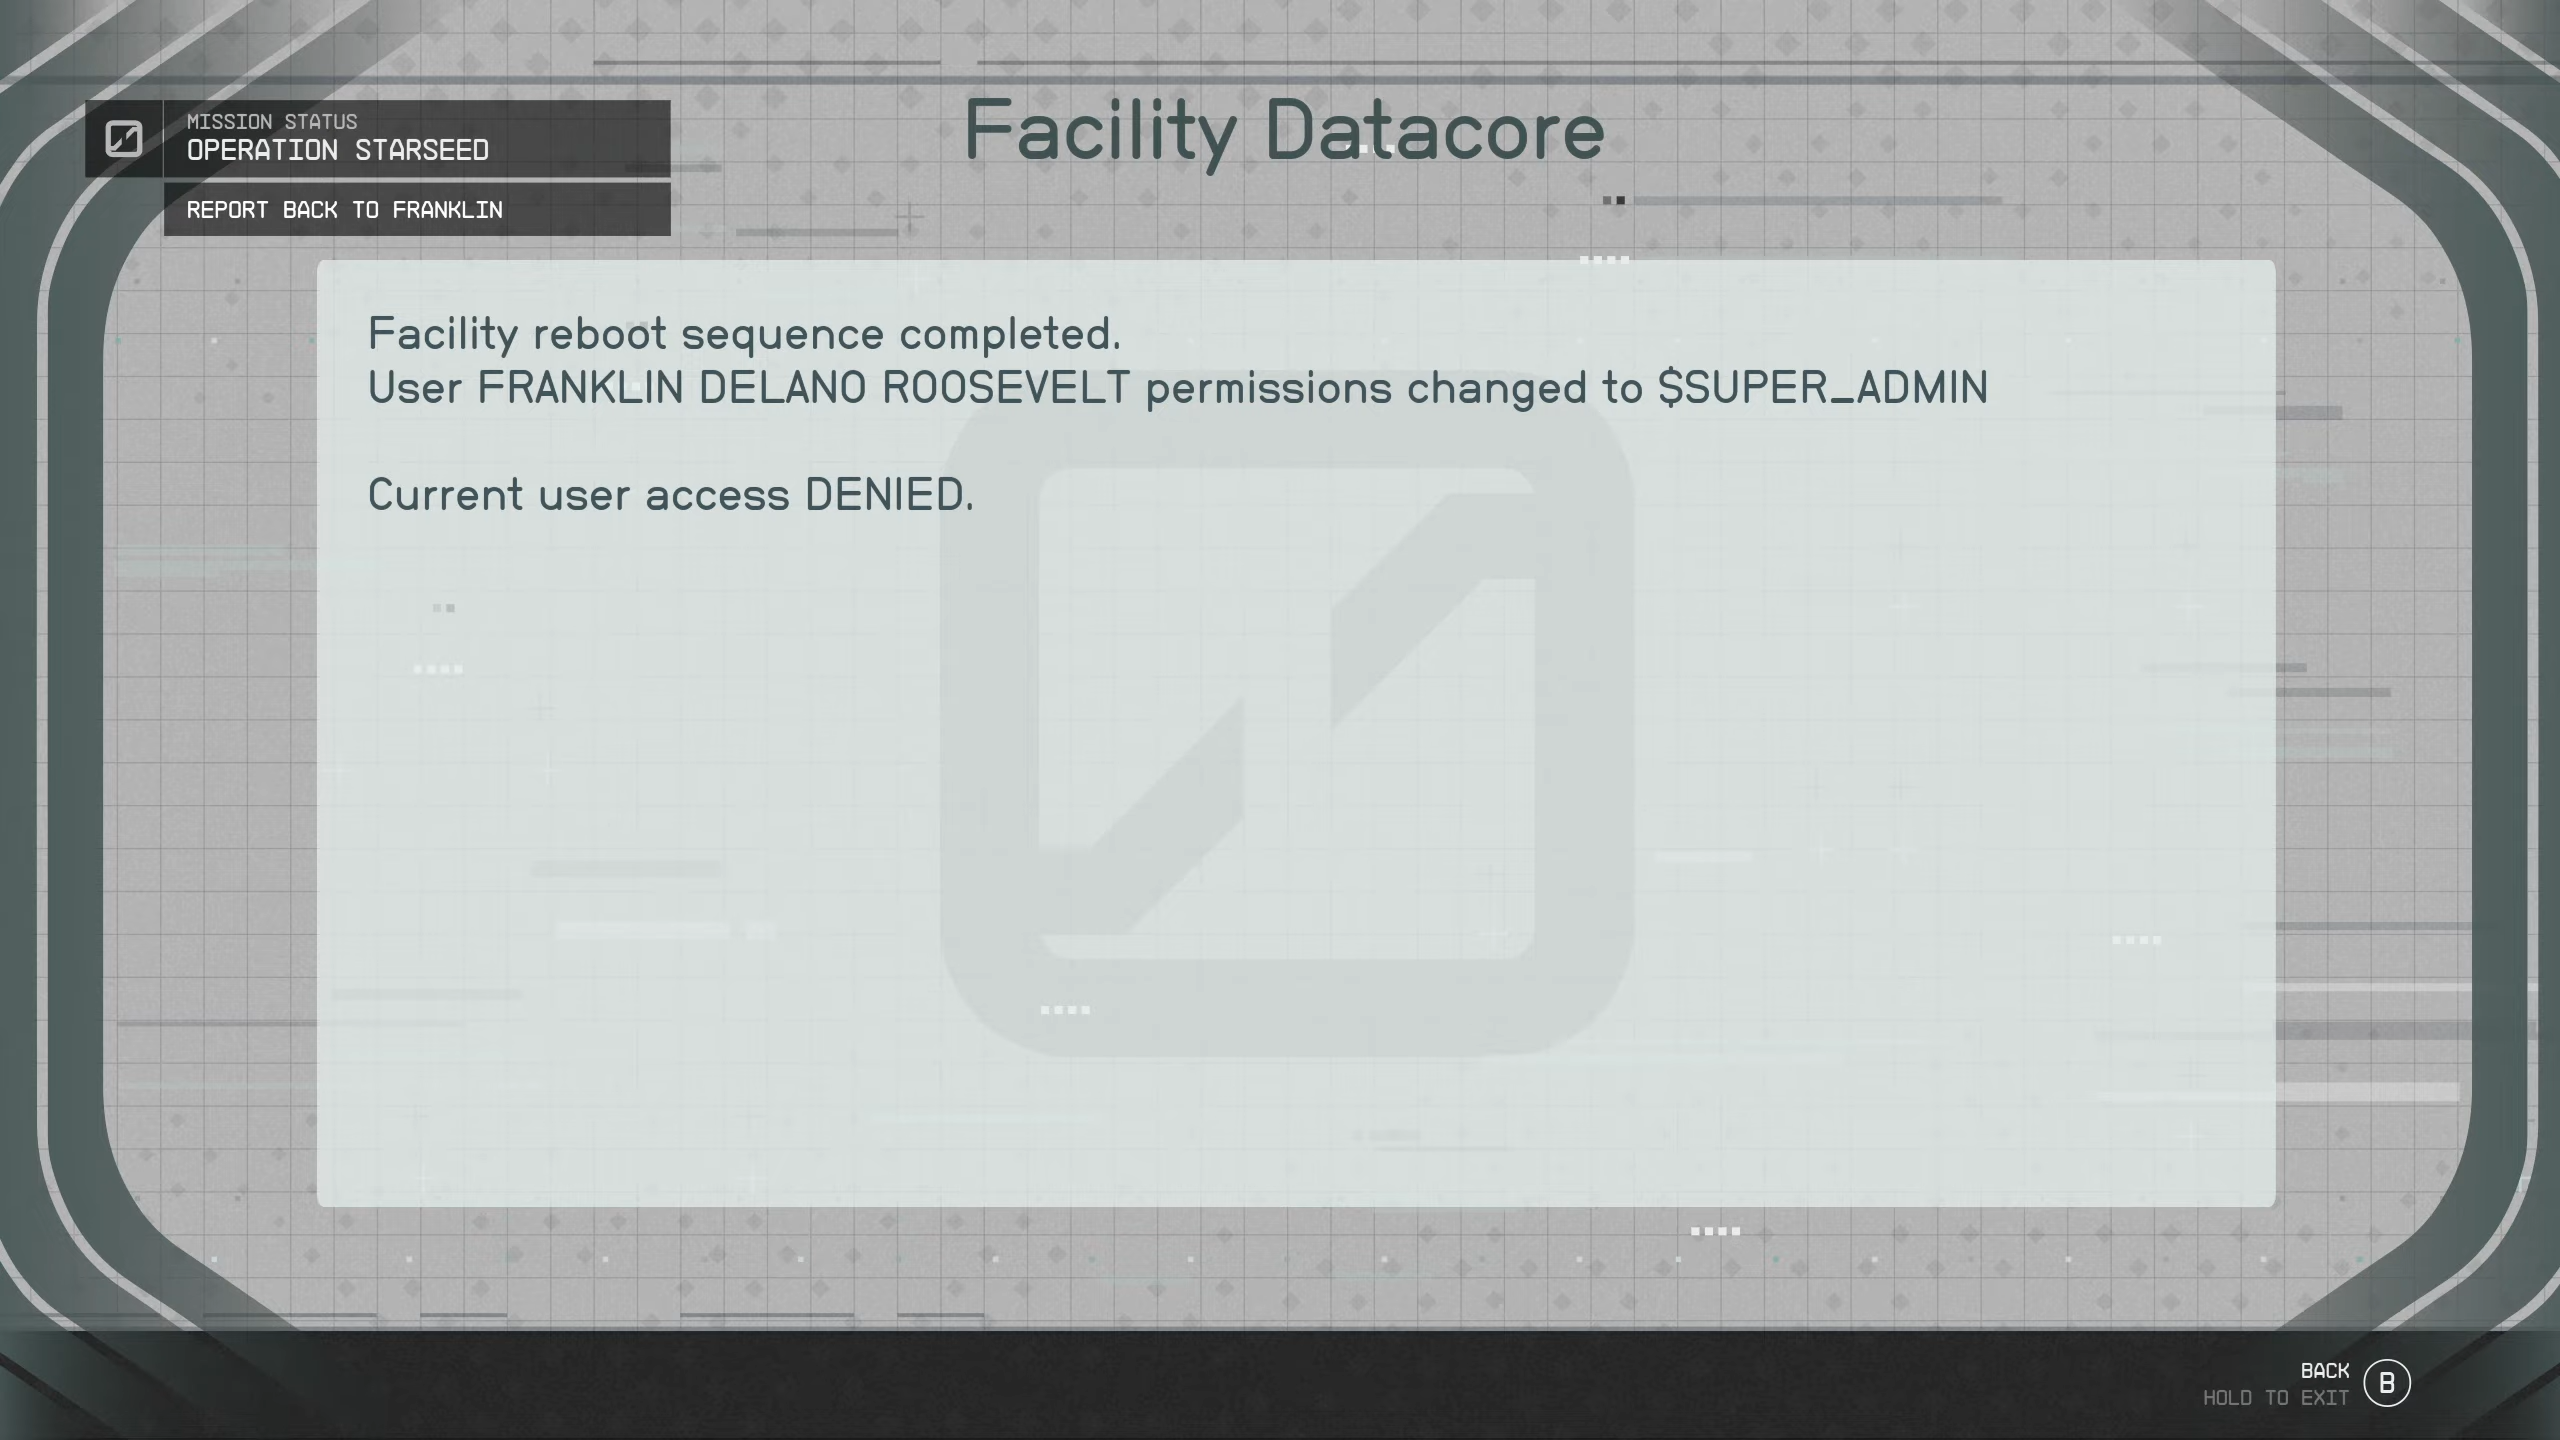 MISSION STATUS
OPERATION STARSEED
REPORT BACK TO FRANKLIN
Facility Datacore
Facility reboot sequence completed.
User FRANKLIN DELANO ROOSEVELT permissions changed to $SUPER_ADMIN
Current user access DENIED.
BACK
HOLD TO EXIT
B